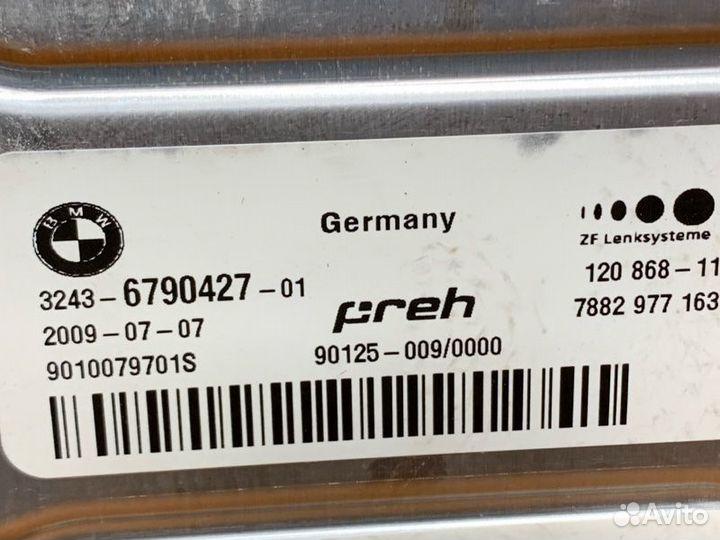 BMW
Germany
ZF Lenksysteme
3243-6790427-01
120 868-11
2009-07-07
preh
7882 977 163
9010079701S
90125-009/0000
Avito